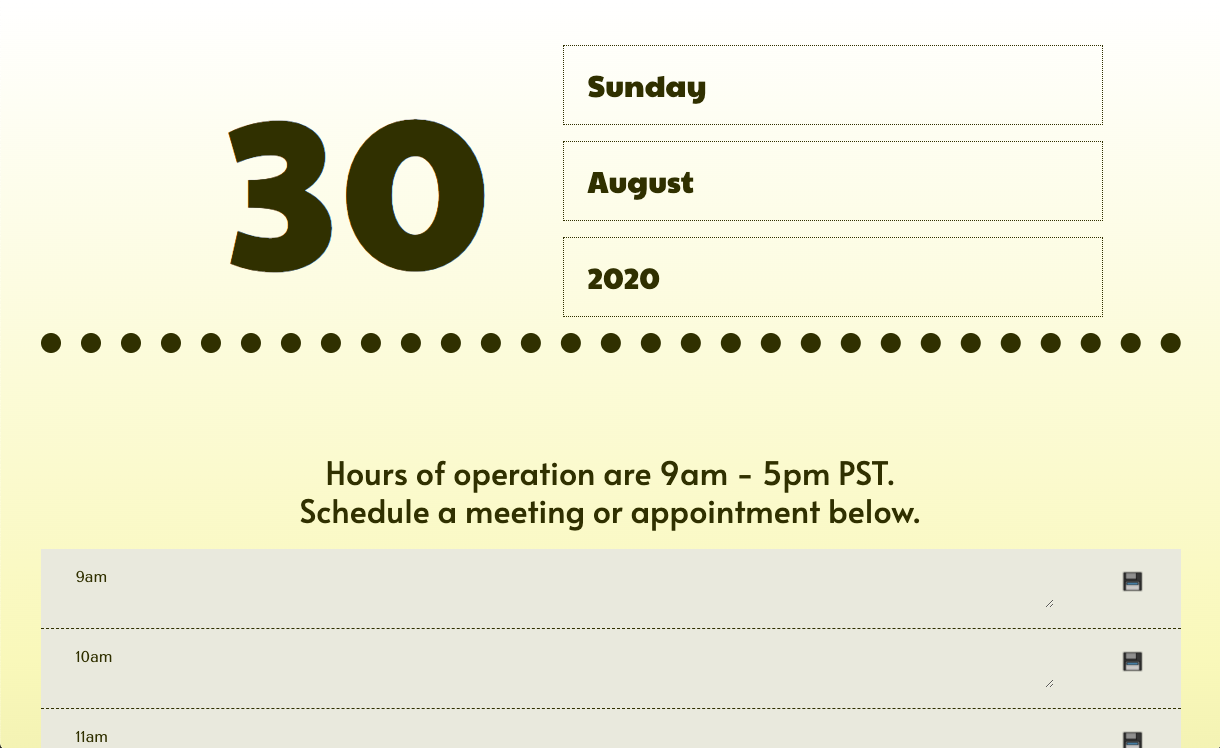 30
Sunday
August
2020
Hours of operation are 9am - 5pm PST.
Schedule a meeting or appointment below.
9am
10am
11am